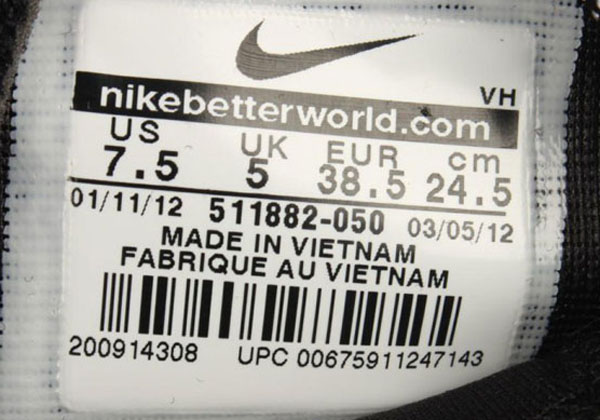 VH
nikebetterworld.com
US UK EUR cm
7.5 5 38.5 24.5
01/11/12 511882-050 03/05/12
MADE IN VIETNAM
FABRIQUE AU VIETNAM
200914308 UPC 00675911247143